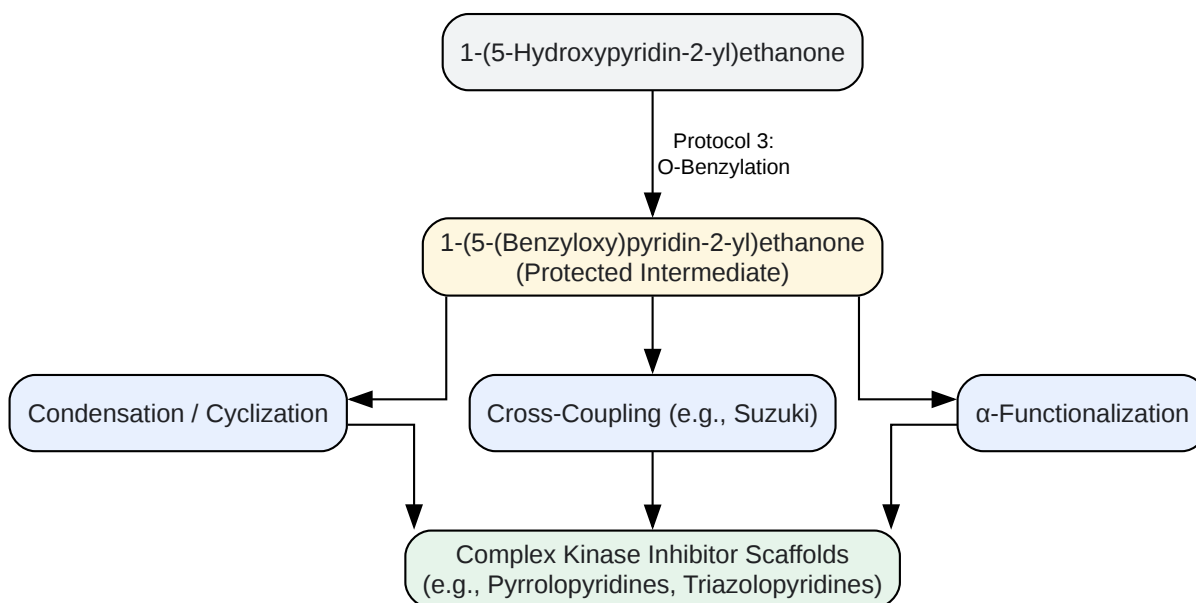 1-(5-Hydroxypyridin-2-yl)ethanone
Protocol 3:
O-Benzylation
1-(5-(Benzyloxy)pyridin-2-yl)ethanone
(Protected Intermediate)
Condensation / Cyclization
Cross-Coupling (e.g., Suzuki)
α-Functionalization
Complex Kinase Inhibitor Scaffolds
(e.g., Pyrrolopyridines, Triazolopyridines)